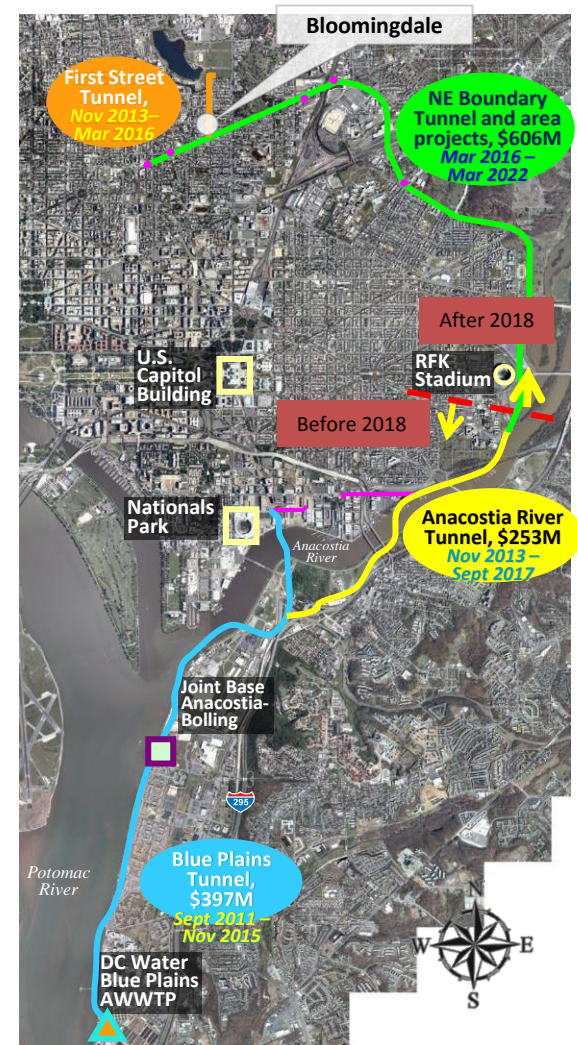 Bloomingdale
First Street
Tunnel,
Nov 2013–
Mar 2016
NE Boundary
Tunnel and area
projects, $606M
Mar 2016 –
Mar 2022
After 2018
U.S.
Capitol
Building
RFK
Stadium
Before 2018
Nationals
Park
Anacostia
River
Anacostia River
Tunnel, $253M
Nov 2013 –
Sept 2017
Joint Base
Anacostia-
Bolling
295
Blue Plains
Tunnel,
$397M
Sept 2011 –
Nov 2015
Potomac
River
DC Water
Blue Plains
AWWTP
N
W
E
S